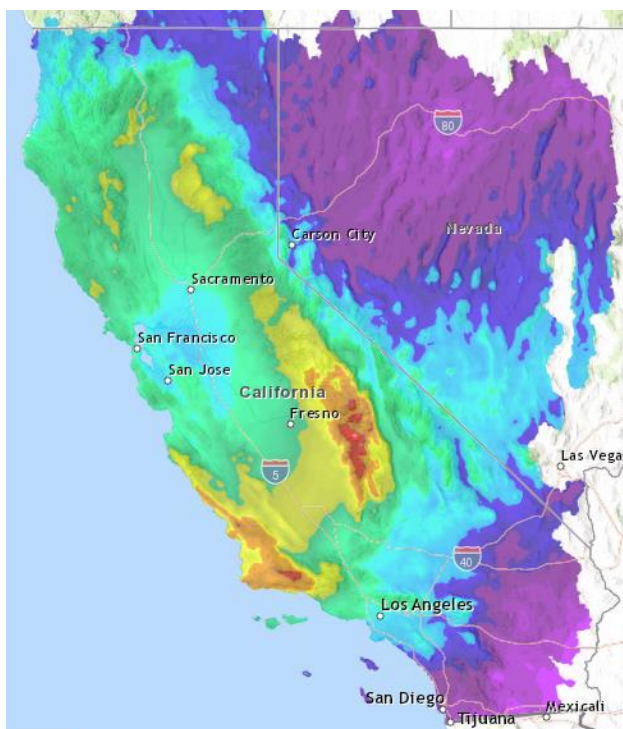 80
Nevada
Carson City
Sacramento
San Francisco
San Jose
California
Fresno
5
Las Vega
40
Los Angeles
San Diego
Mexicali
Tijuana